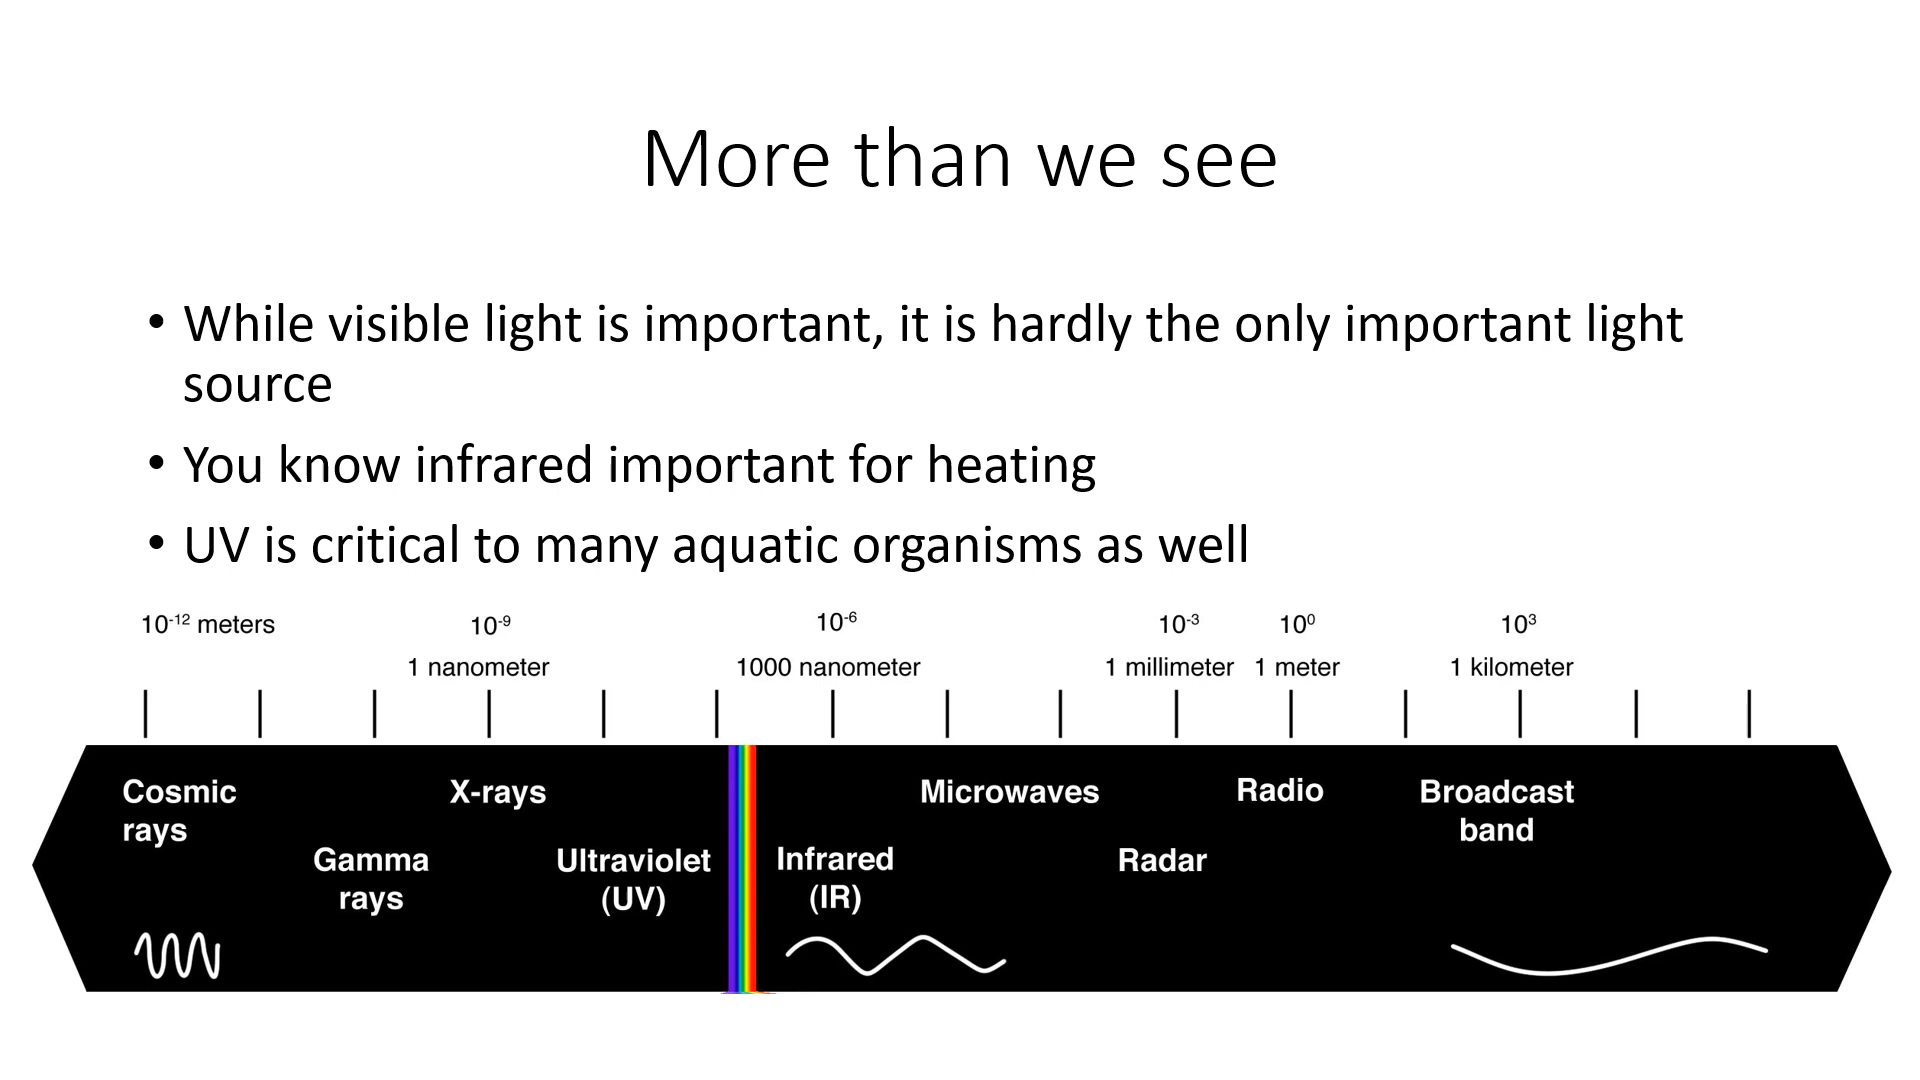 More than we see
• While visible light is important, it is hardly the only important light
source
• You know infrared important for heating
• UV is critical to many aquatic organisms as well
10⁻¹² meters 10⁻⁹ 10⁻⁶ 10⁻³ 10⁰ 10³
1 nanometer 1000 nanometer 1 millimeter 1 meter 1 kilometer
Cosmic
rays
Gamma
rays
X-rays
Ultraviolet
(UV)
Infrared
(IR)
Microwaves
Radar
Radio
Broadcast
band